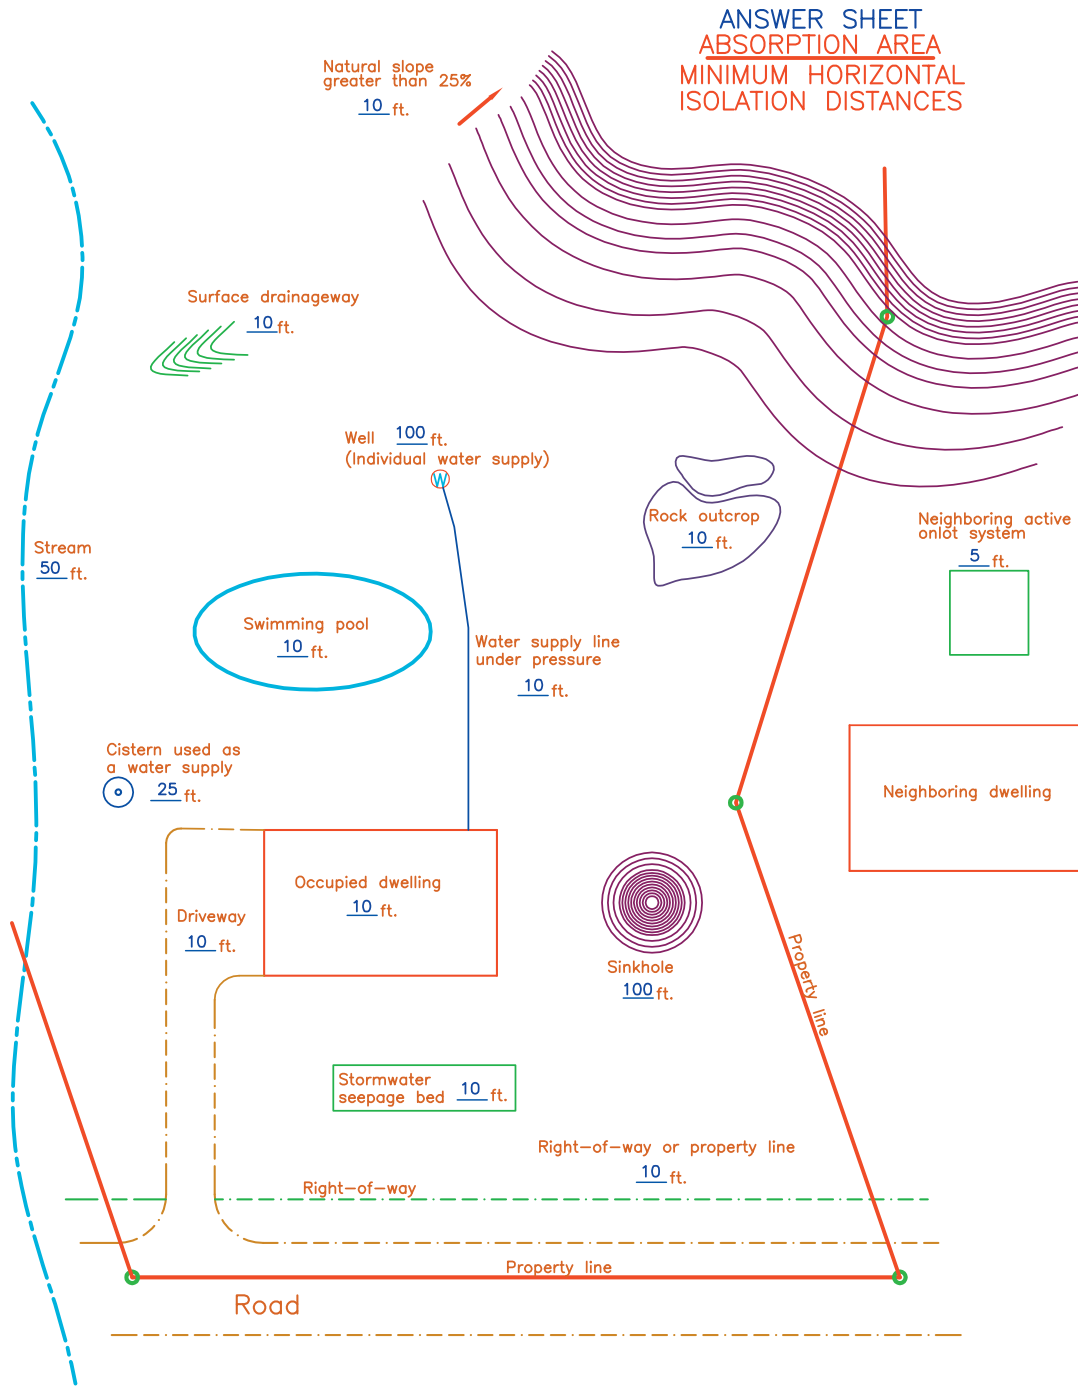 ANSWER SHEET
ABSORPTION AREA
MINIMUM HORIZONTAL
ISOLATION DISTANCES
Natural slope
greater than 25%
10 ft.
Surface drainageway
10 ft.
Well 100 ft.
(Individual water supply)
W
Rock outcrop
10 ft.
Neighboring active
onlot system
5 ft.
Stream
50 ft.
Swimming pool
10 ft.
Water supply line
under pressure
10 ft.
Cistern used as
a water supply
25 ft.
Neighboring dwelling
Occupied dwelling
10 ft.
Driveway
10 ft.
Sinkhole
100 ft.
Property line
Stormwater
seepage bed 10 ft.
Right-of-way or property line
10 ft.
Right-of-way
Property line
Road